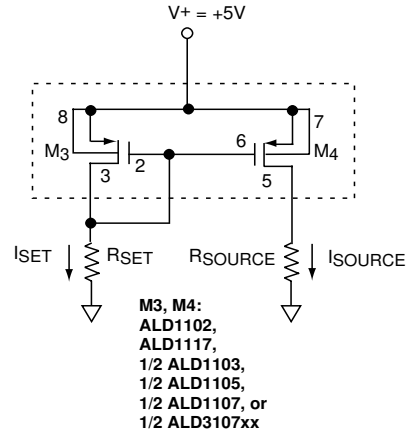 V+ = +5V
8
7
M3
2
6
M4
3
5
ISET
RSET
RSOURCE
ISOURCE
M3, M4:
ALD1102,
ALD1117,
1/2 ALD1103,
1/2 ALD1105,
1/2 ALD1107, or
1/2 ALD3107xx